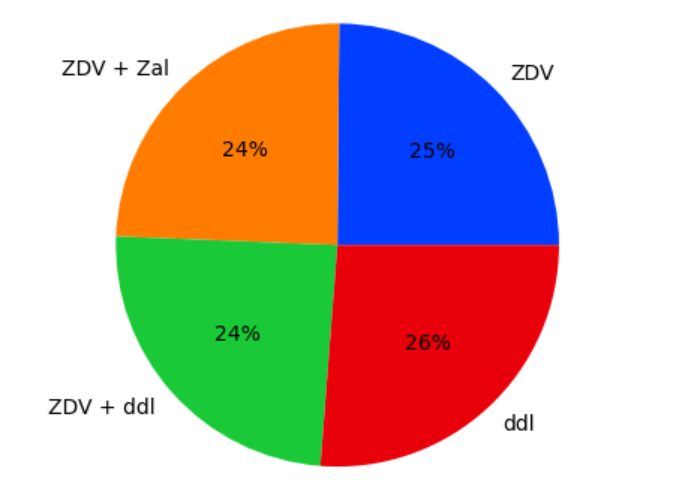 ZDV + Zal
ZDV
24%
25%
24%
26%
ZDV + ddl
ddl